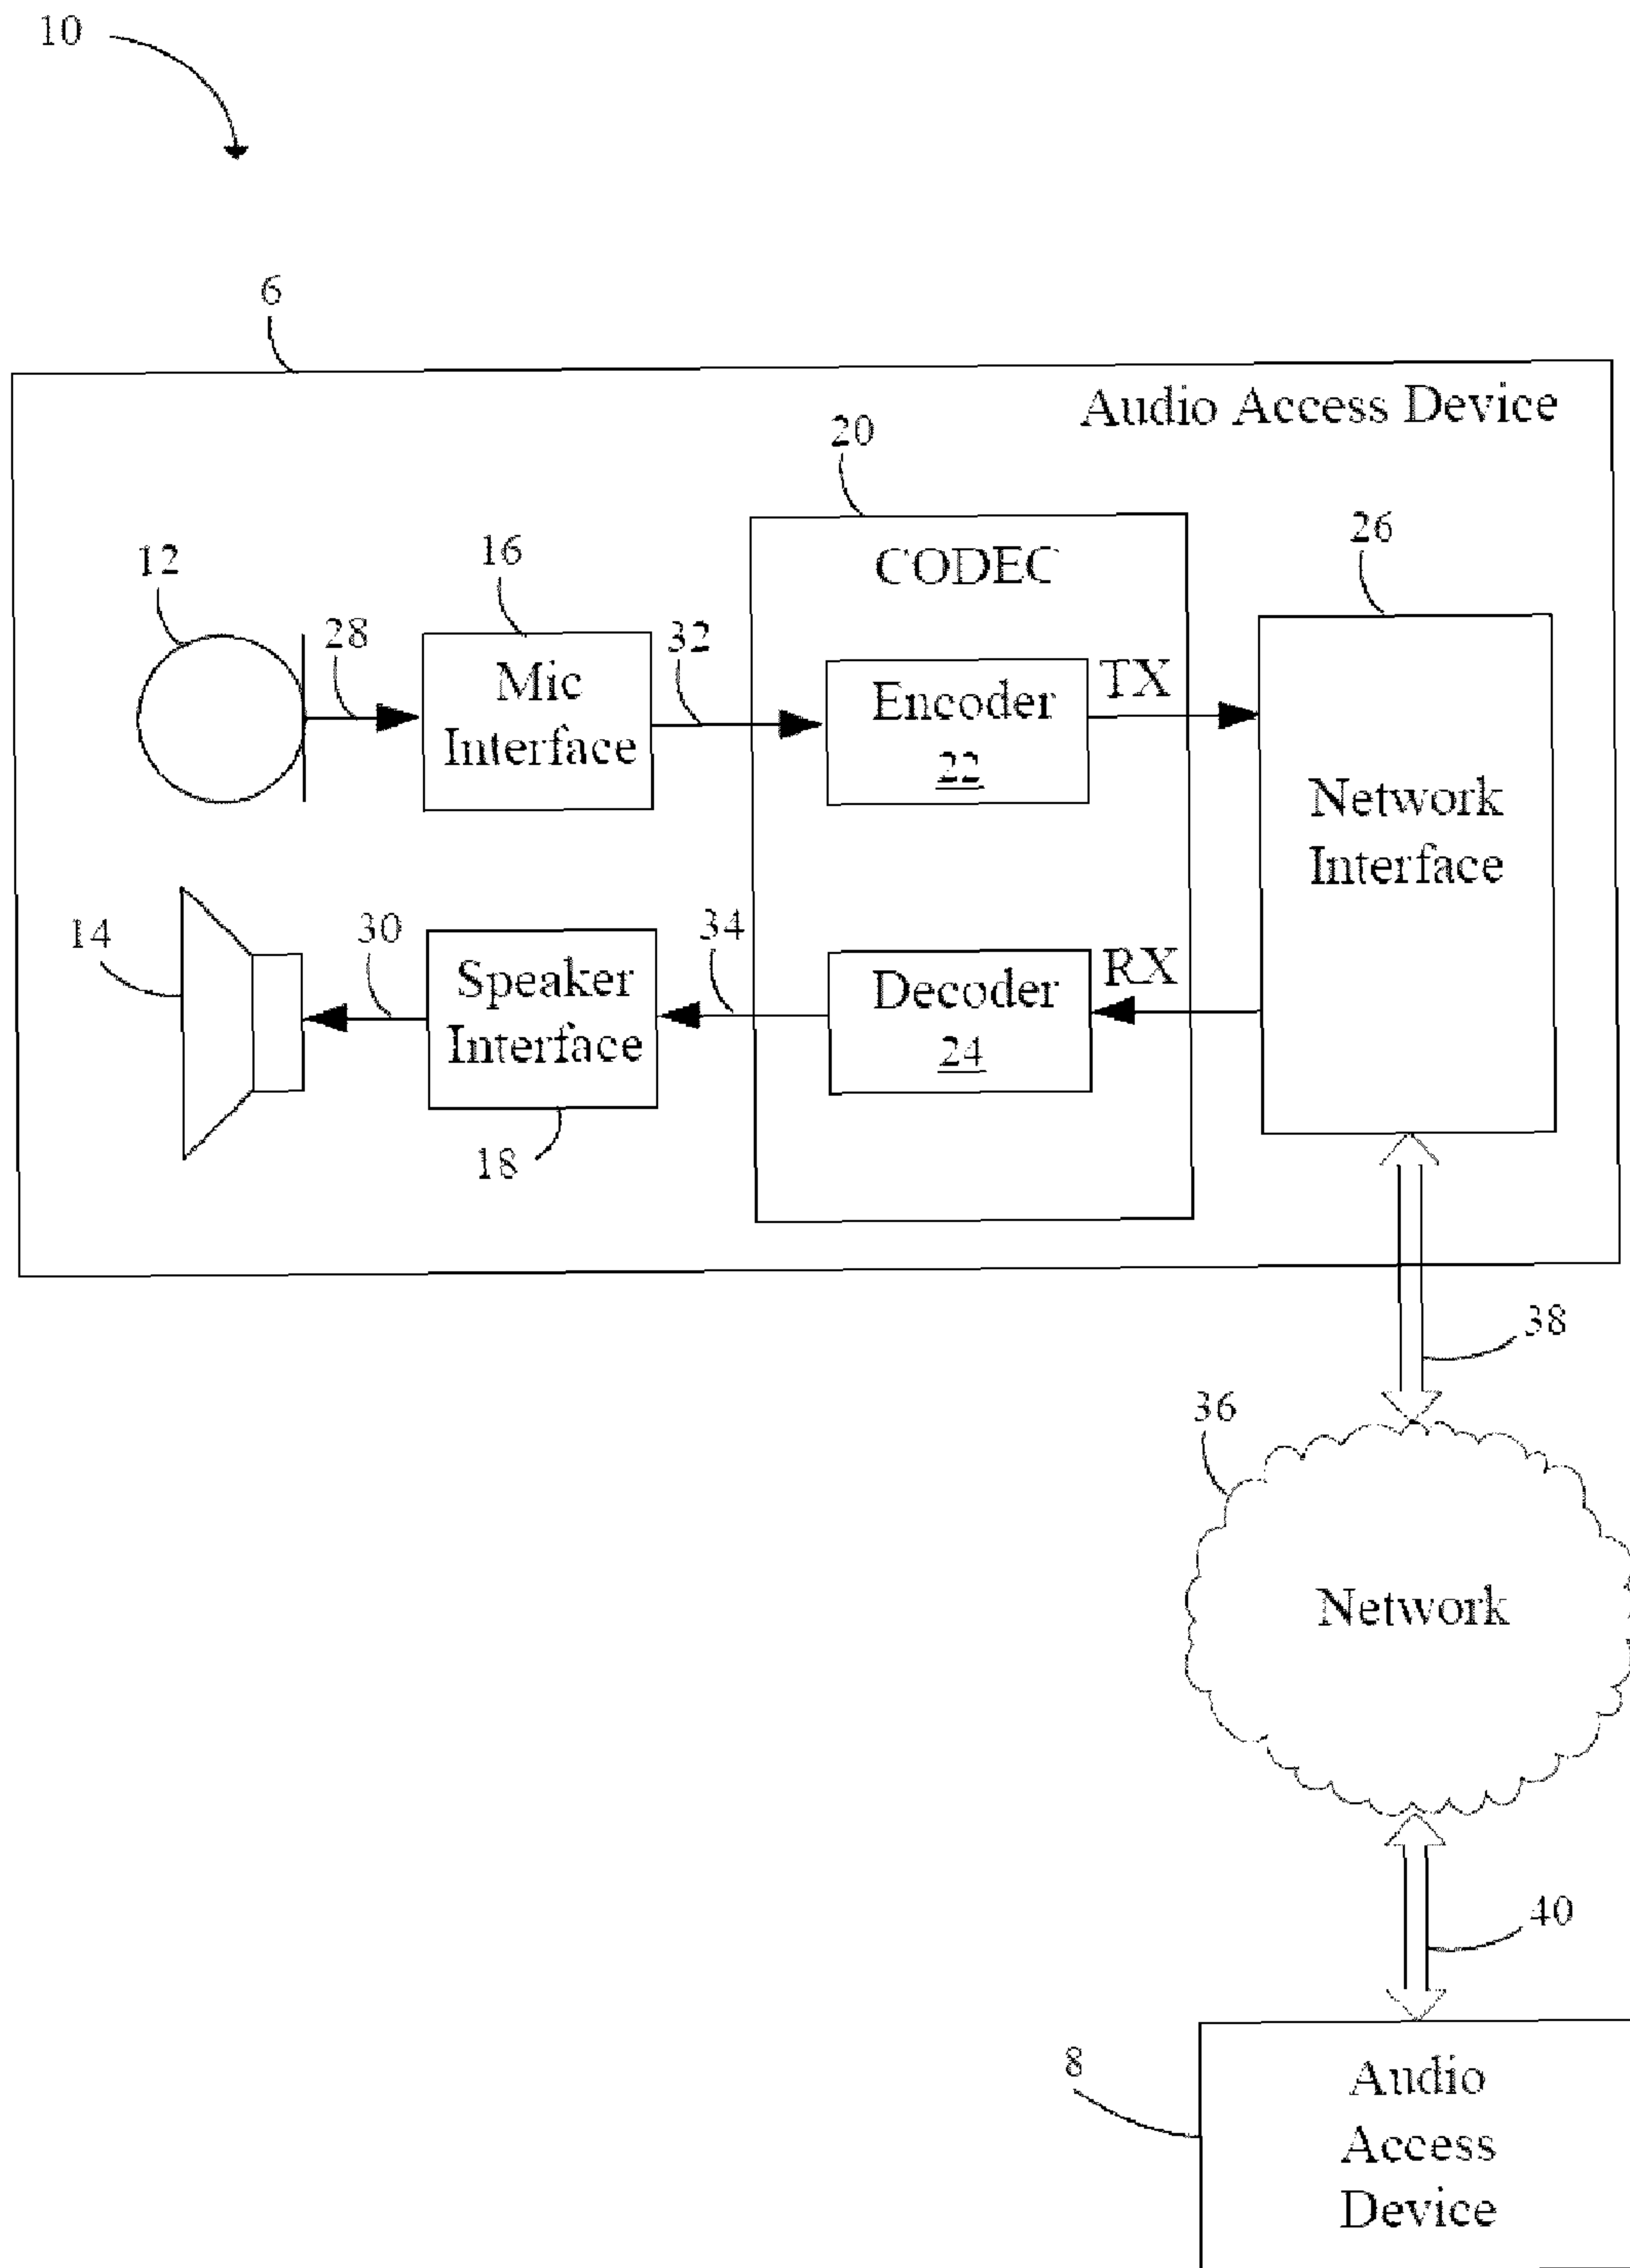 10
6
Audio Access Device
20
CODEC
26
12
16
28
32
Mic
Interface
Encoder
22
TX
Network
Interface
14
30
34
Speaker
Interface
18
Decoder
24
RX
38
36
Network
40
8
Audio
Access
Device